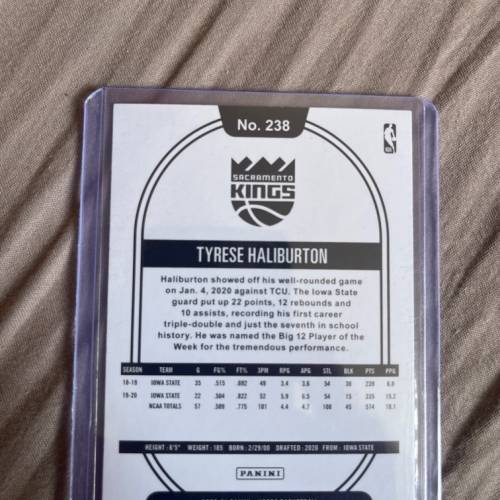 No. 238
NBA
SACRAMENTO
KINGS
TYRESE HALIBURTON
Haliburton showed off his well-rounded game
on Jan. 4, 2020 against TCU. The Iowa State
guard put up 22 points, 12 rebounds and
10 assists, recording his first career
triple-double and just the seventh in school
history. He was named the Big 12 Player of the
Week for the tremendous performance.
SEASON TEAM G FG% FT% 3PM RPG APG STL BLK PTS PPG
18-19 IOWA STATE 35 .515 .692 49 3.4 3.6 54
19-20 IOWA STATE 22 .504 .822 52 5.9 6.5 54 15 335 15.2
NCAA TOTALS 57 .509 .775 101 4.4 4.7 108 45 574 10.1
HEIGHT: 6'5" WEIGHT: 185 BORN: 2/29/00 DRAFTED: 2020 FROM: IOWA STATE
PANINI